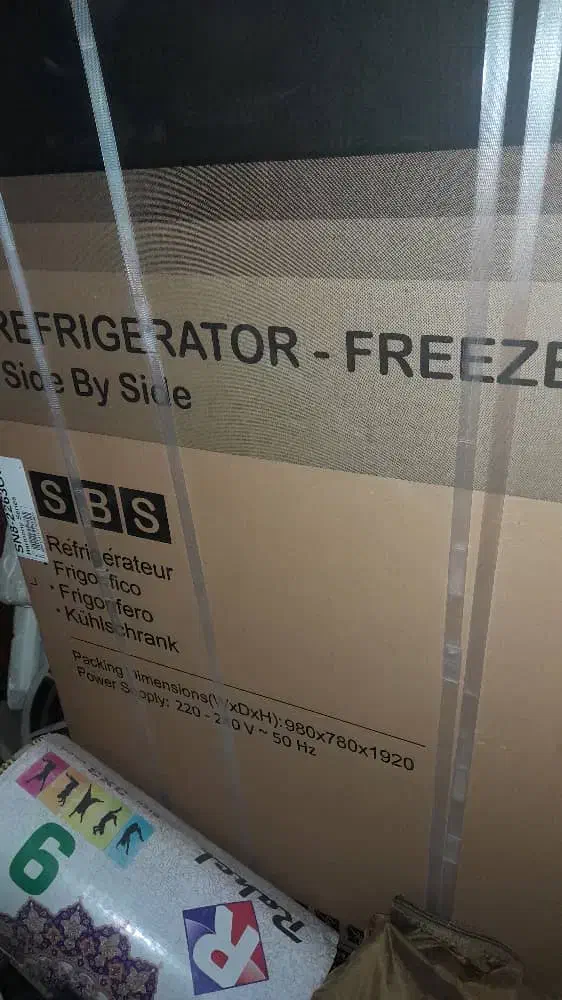 REFRIGERATOR - FREEZE
Side By Side
SBS
Réfrigérateur
Frigorífico
· Frigorifero
· Kühlschrank
Packing Dimensions(WxDxH):980x780x1920
Power Supply: 220 - 240 V ~ 50 Hz
6
Rahel
R